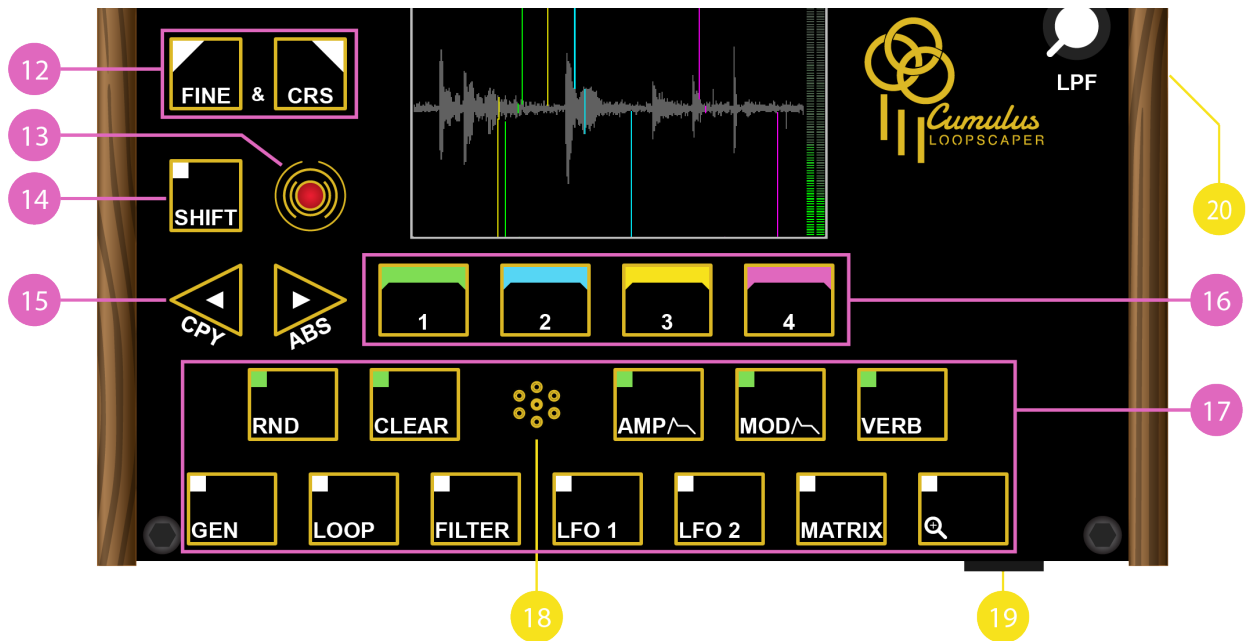 12
FINE & CRS
LPF
Cumulus
LOOPSCAPER
13
14
SHIFT
20
15
CPY
ABS
1
2
3
4
16
RND
CLEAR
AMP
MOD
VERB
17
GEN
LOOP
FILTER
LFO 1
LFO 2
MATRIX
18
19